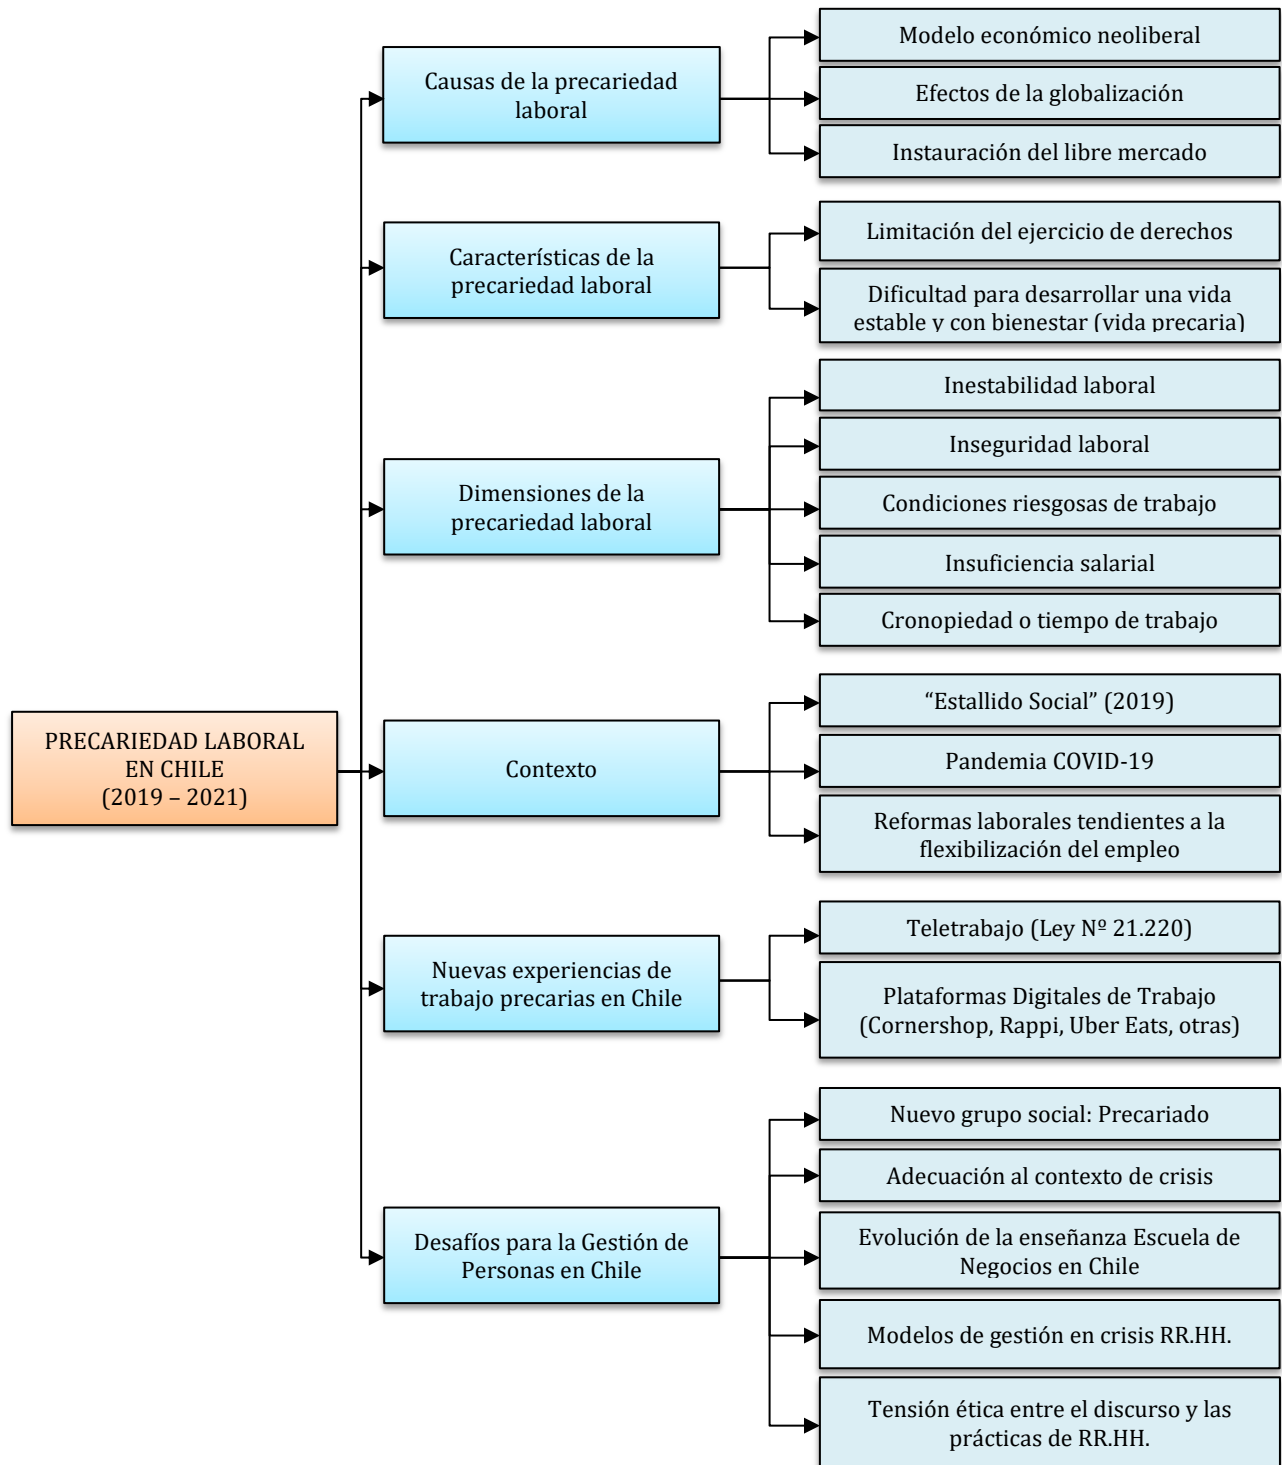 Causas de la precariedad
laboral
Modelo económico neoliberal
Efectos de la globalización
Instauración del libre mercado
Características de la
precariedad laboral
Limitación del ejercicio de derechos
Dificultad para desarrollar una vida
estable y con bienestar (vida precaria)
Dimensiones de la
precariedad laboral
Inestabilidad laboral
Inseguridad laboral
Condiciones riesgosas de trabajo
Insuficiencia salarial
Cronopiedad o tiempo de trabajo
PRECARIEDAD LABORAL
EN CHILE
(2019 – 2021)
Contexto
“Estallido Social” (2019)
Pandemia COVID-19
Reformas laborales tendientes a la
flexibilización del empleo
Nuevas experiencias de
trabajo precarias en Chile
Teletrabajo (Ley Nº 21.220)
Plataformas Digitales de Trabajo
(Cornershop, Rappi, Uber Eats, otras)
Desafíos para la Gestión de
Personas en Chile
Nuevo grupo social: Precariado
Adecuación al contexto de crisis
Evolución de la enseñanza Escuela de
Negocios en Chile
Modelos de gestión en crisis RR.HH.
Tensión ética entre el discurso y las
prácticas de RR.HH.